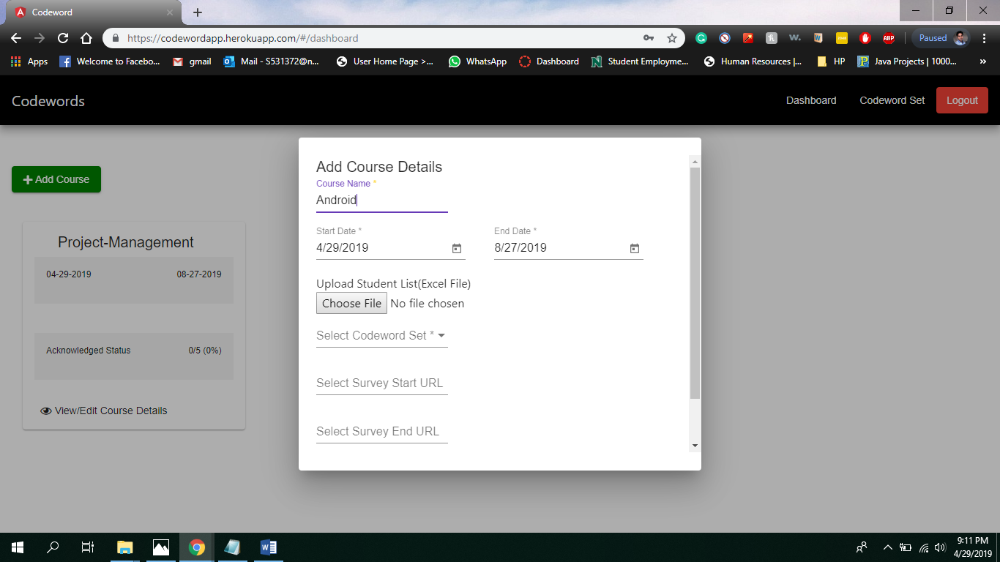 Codeword
https://codewordapp.herokuapp.com/#/dashboard
Paused
Apps
Welcome to Facebo...
gmail
Mail - S531372@n...
User Home Page >...
WhatsApp
Dashboard
Student Employme...
Human Resources |...
HP
Java Projects | 1000...
»
Codewords
Dashboard
Codeword Set
Logout
Add Course
Project-Management
04-29-2019 08-27-2019
Acknowledged Status 0/5 (0%)
View/Edit Course Details
Add Course Details
Course Name *
Android
Start Date * End Date *
4/29/2019 8/27/2019
Upload Student List(Excel File)
Choose File No file chosen
Select Codeword Set *
Select Survey Start URL
Select Survey End URL
9:11 PM
4/29/2019